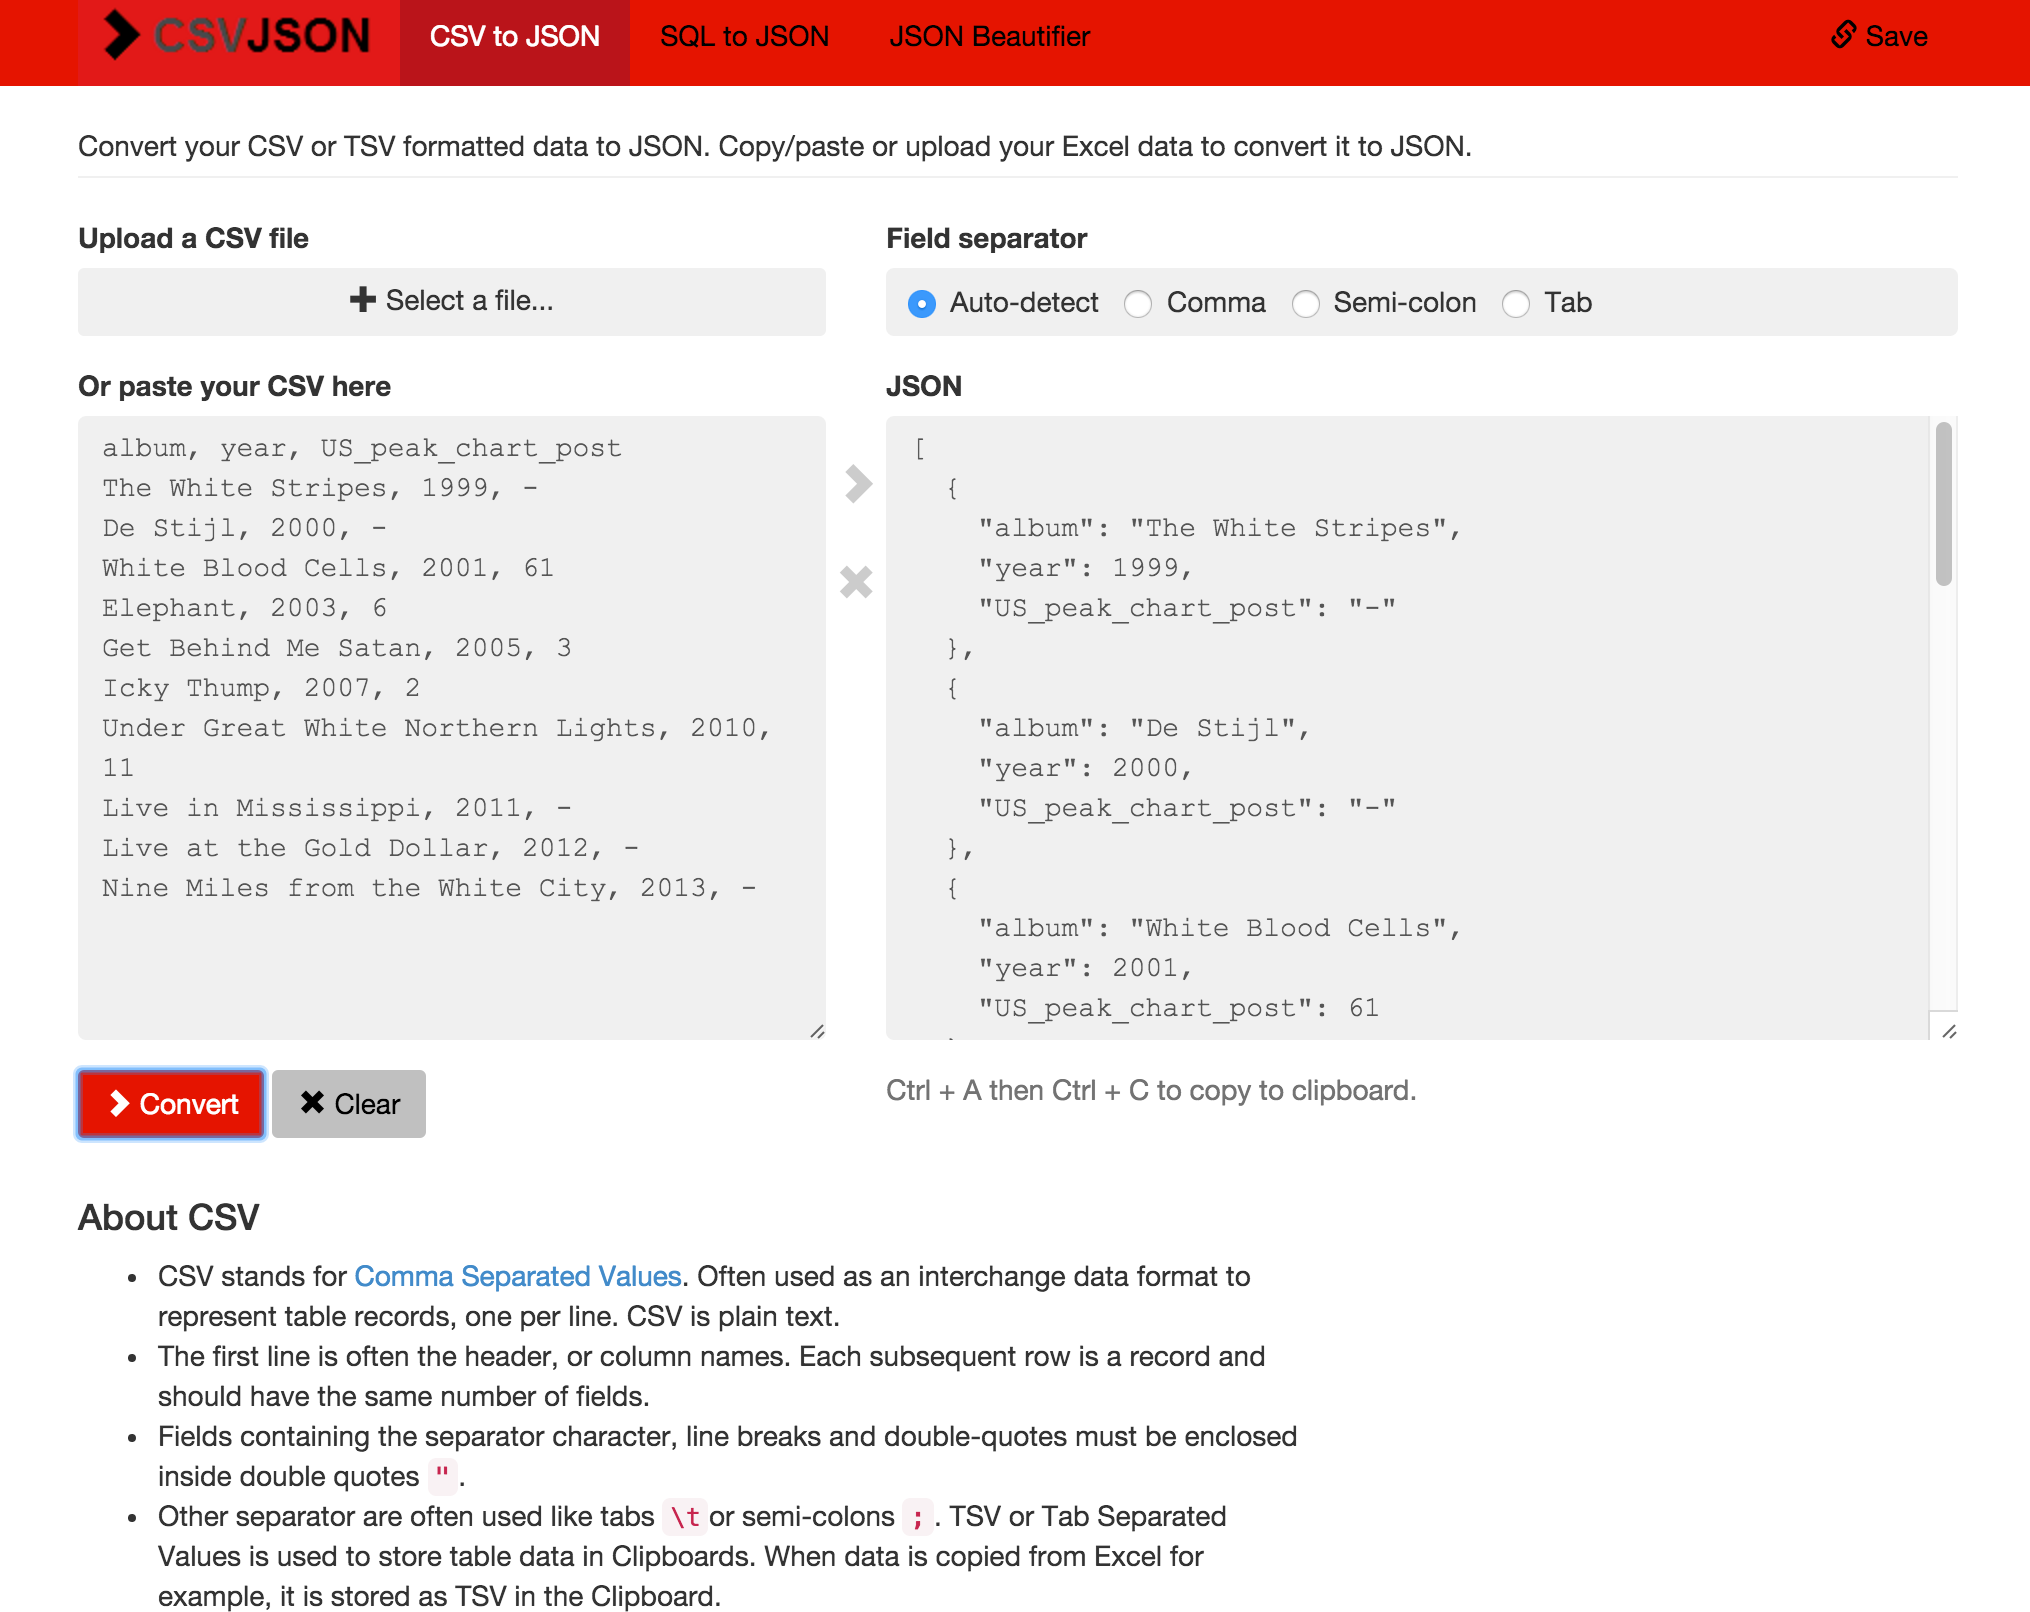 CSVJSON
CSV to JSON
SQL to JSON
JSON Beautifier
Save
Convert your CSV or TSV formatted data to JSON. Copy/paste or upload your Excel data to convert it to JSON.
Upload a CSV file
Select a file...
Field separator
Auto-detect Comma Semi-colon Tab
Or paste your CSV here
album, year, US_peak_chart_post
The White Stripes, 1999, -
De Stijl, 2000, -
White Blood Cells, 2001, 61
Elephant, 2003, 6
Get Behind Me Satan, 2005, 3
Icky Thump, 2007, 2
Under Great White Northern Lights, 2010,
11
Live in Mississippi, 2011, -
Live at the Gold Dollar, 2012, -
Nine Miles from the White City, 2013, -
JSON
[
  {
    "album": "The White Stripes",
    "year": 1999,
    "US_peak_chart_post": "-"
  },
  {
    "album": "De Stijl",
    "year": 2000,
    "US_peak_chart_post": "-"
  },
  {
    "album": "White Blood Cells",
    "year": 2001,
    "US_peak_chart_post": 61
Convert
Clear
Ctrl + A then Ctrl + C to copy to clipboard.
About CSV
• CSV stands for Comma Separated Values. Often used as an interchange data format to
represent table records, one per line. CSV is plain text.
• The first line is often the header, or column names. Each subsequent row is a record and
should have the same number of fields.
• Fields containing the separator character, line breaks and double-quotes must be enclosed
inside double quotes ".
• Other separator are often used like tabs \t or semi-colons ;. TSV or Tab Separated
Values is used to store table data in Clipboards. When data is copied from Excel for
example, it is stored as TSV in the Clipboard.